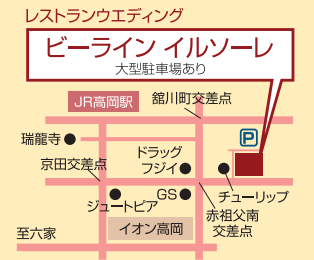 レストランウエディング
ビーライン イルソーレ
大型駐車場あり
JR高岡駅
舘川町交差点
瑞龍寺
P
京田交差点
ドラッグ
フジイ
GS
チューリップ
ジュートピア
赤祖父南
交差点
イオン高岡
至六家